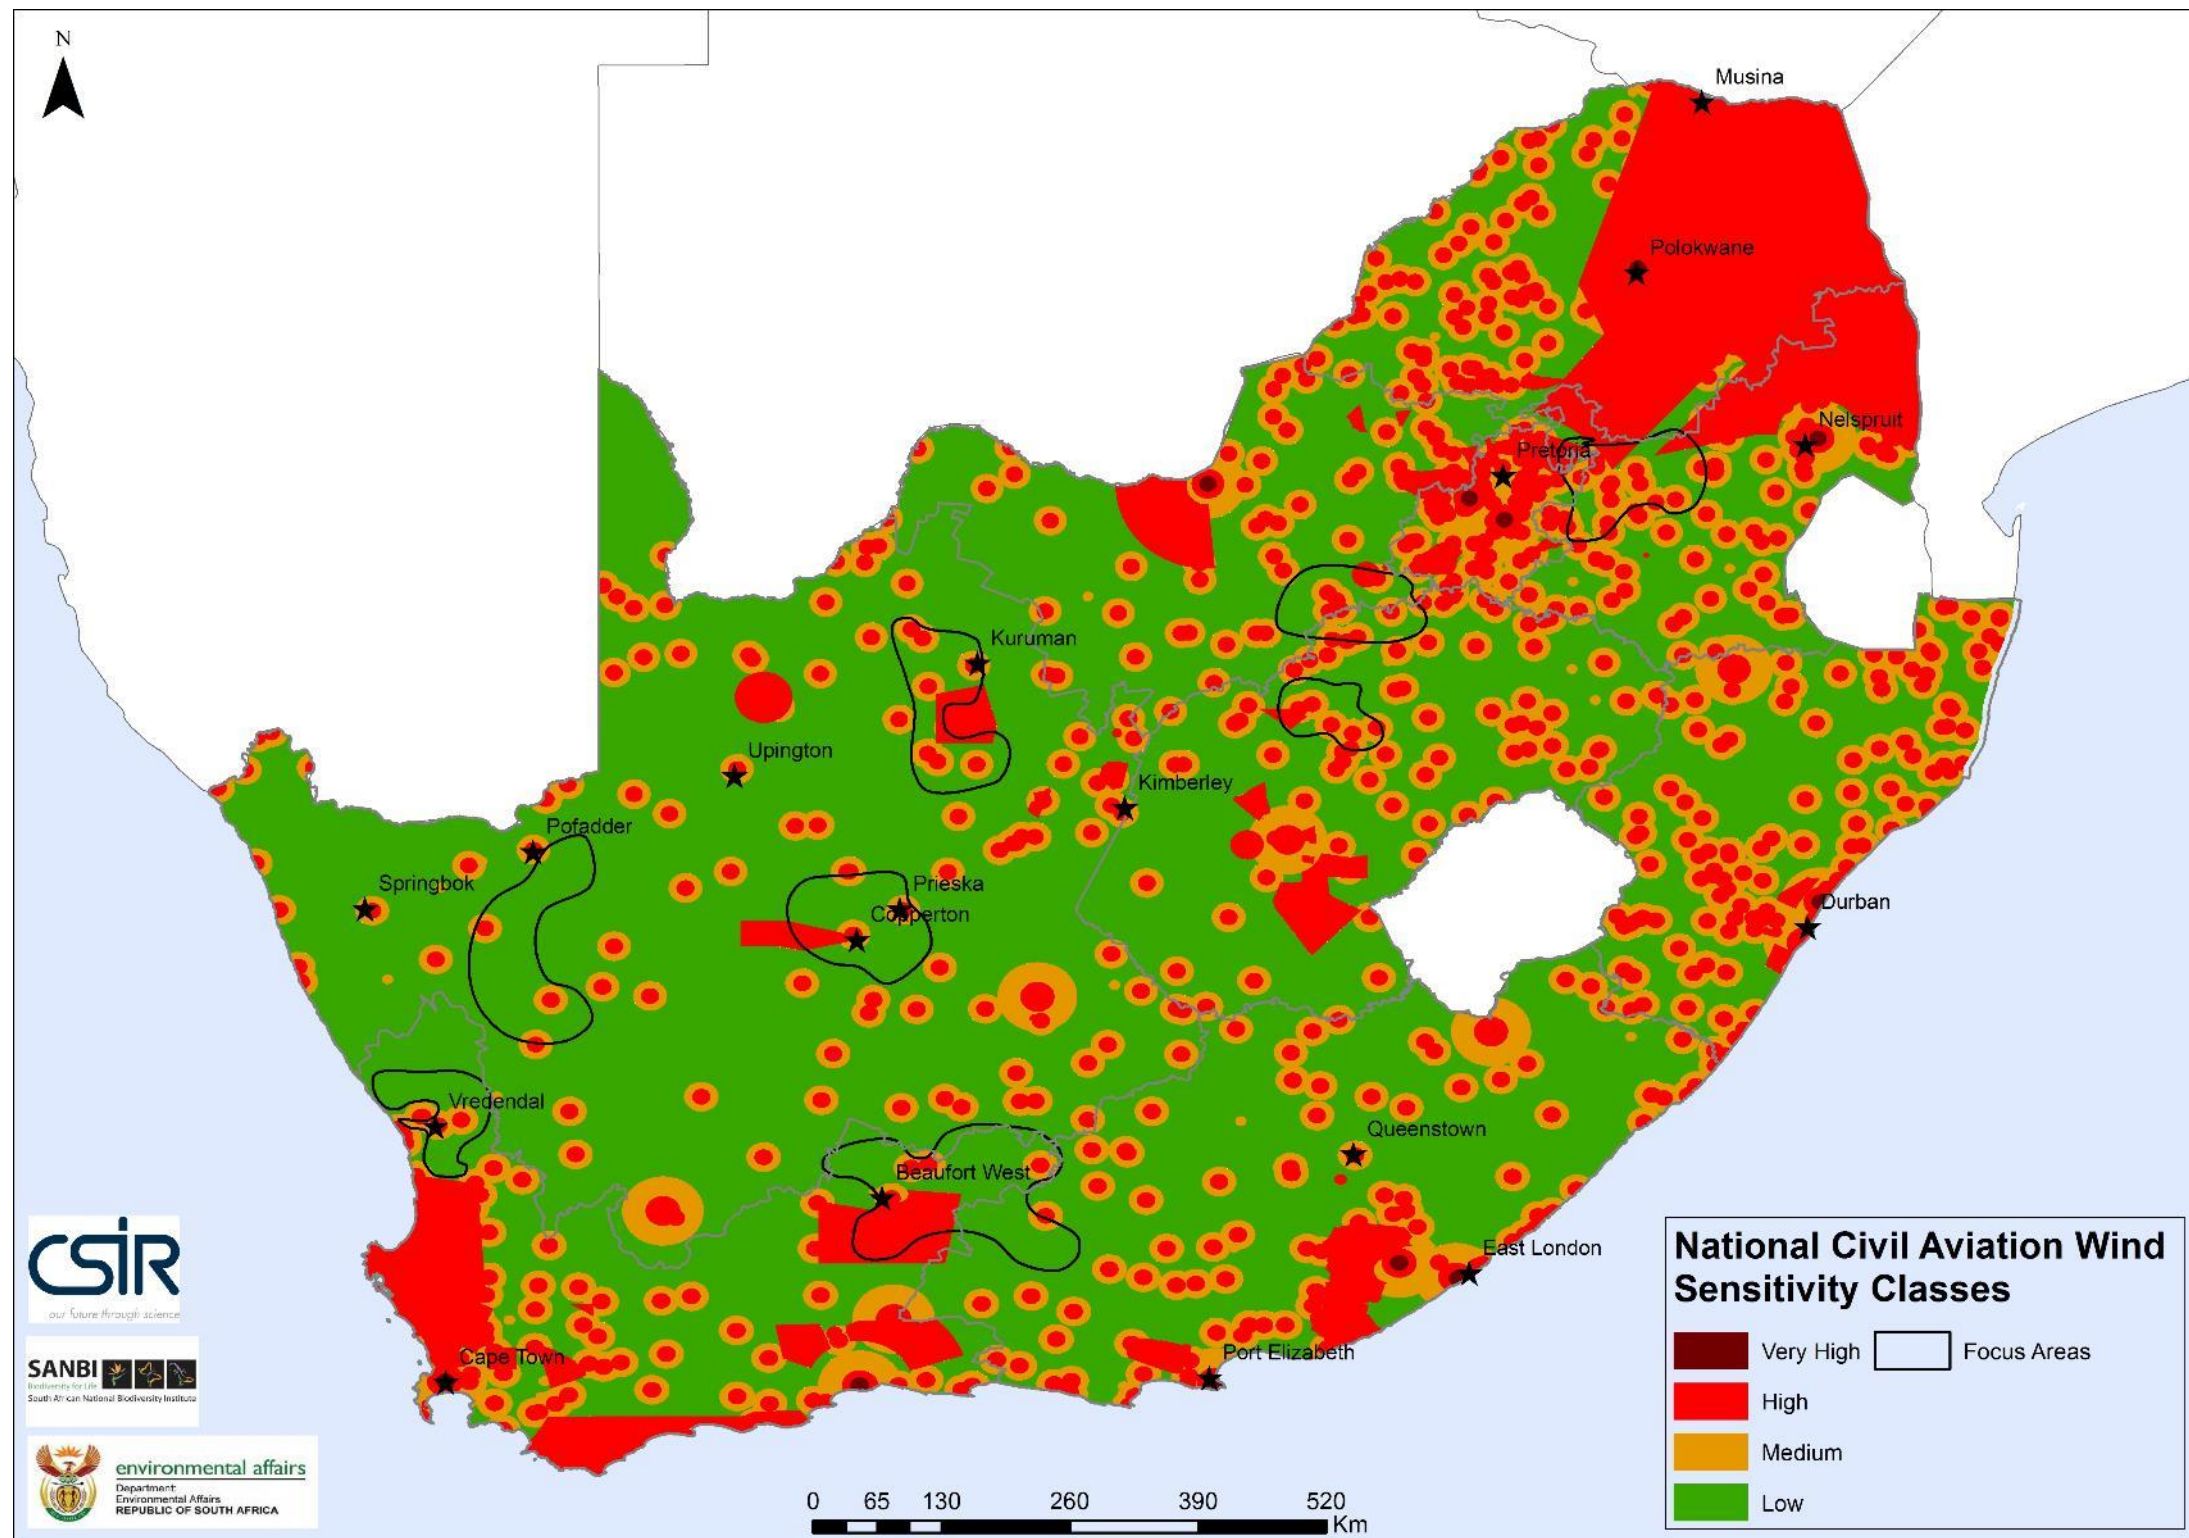 N
Musina
Polokwane
Nelspruit
Pretoria
Kuruman
Upington
Kimberley
Pofadder
Springbok
Prieska
Copperton
Durban
Vredendal
Queenstown
Beaufort West
East London
Cape Town
Port Elizabeth
CSIR
our future through science
SANBI
Biodiversity for Life
South African National Biodiversity Institute
environmental affairs
Department:
Environmental Affairs
REPUBLIC OF SOUTH AFRICA
0 65 130 260 390 520
Km
National Civil Aviation Wind
Sensitivity Classes
Very High
Focus Areas
High
Medium
Low